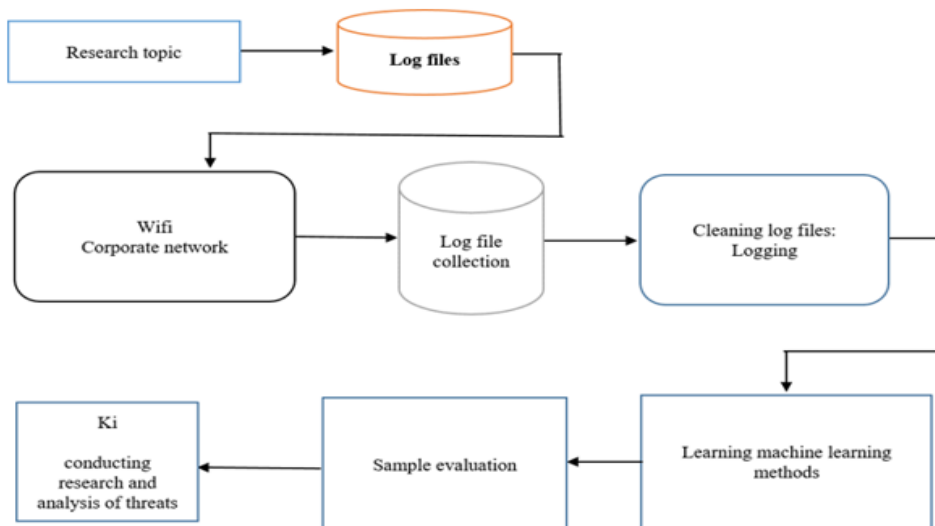 Research topic
Log files
Wifi
Corporate network
Log file
collection
Cleaning log files:
Logging
Ki
conducting
research and
analysis of threats
Sample evaluation
Learning machine learning
methods